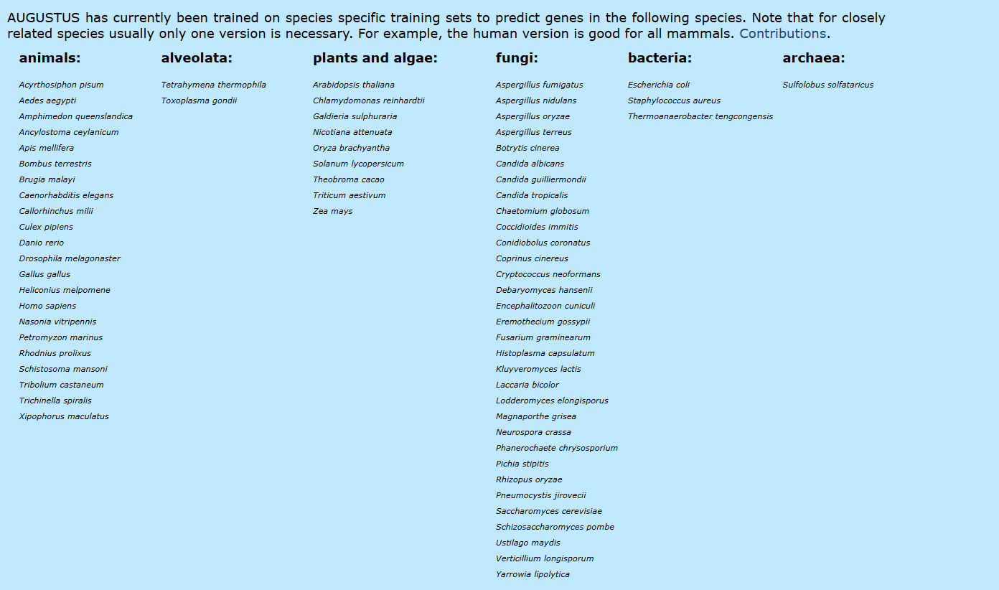 AUGUSTUS has currently been trained on species specific training sets to predict genes in the following species. Note that for closely
related species usually only one version is necessary. For example, the human version is good for all mammals. Contributions.
animals:
Acyrthosiphon pisum
Aedes aegypti
Amphimedon queenslandica
Ancylostoma ceylanicum
Apis mellifera
Bombus terrestris
Brugia malayi
Caenorhabditis elegans
Callorhinchus milii
Culex pipiens
Danio rerio
Drosophila melagonaster
Gallus gallus
Heliconius melpomene
Homo sapiens
Nasonia vitripennis
Petromyzon marinus
Rhodnius prolixus
Schistosoma mansoni
Tribolium castaneum
Trichinella spiralis
Xipophorus maculatus
alveolata:
Tetrahymena thermophila
Toxoplasma gondii
plants and algae:
Arabidopsis thaliana
Chlamydomonas reinhardtii
Galdieria sulphuraria
Nicotiana attenuata
Oryza brachyantha
Solanum lycopersicum
Theobroma cacao
Triticum aestivum
Zea mays
fungi:
Aspergillus fumigatus
Aspergillus nidulans
Aspergillus oryzae
Aspergillus terreus
Botrytis cinerea
Candida albicans
Candida guilliermondii
Candida tropicalis
Chaetomium globosum
Coccidioides immitis
Conidiobolus coronatus
Coprinus cinereus
Cryptococcus neoformans
Debaryomyces hansenii
Encephalitozoon cuniculi
Eremothecium gossypii
Fusarium graminearum
Histoplasma capsulatum
Kluyveromyces lactis
Laccaria bicolor
Lodderomyces elongisporus
Magnaporthe grisea
Neurospora crassa
Phanerochaete chrysosporium
Pichia stipitis
Rhizopus oryzae
Pneumocystis jirovecii
Saccharomyces cerevisiae
Schizosaccharomyces pombe
Ustilago maydis
Verticillium longisporum
Yarrowia lipolytica
bacteria:
Escherichia coli
Staphylococcus aureus
Thermoanaerobacter tengcongensis
archaea:
Sulfolobus solfataricus